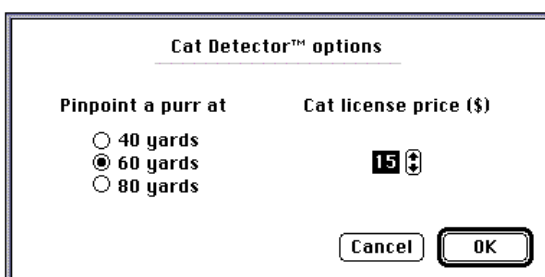 Cat Detector™ options
Pinpoint a purr at
Cat license price ($)
40 yards
60 yards
80 yards
15
Cancel
OK